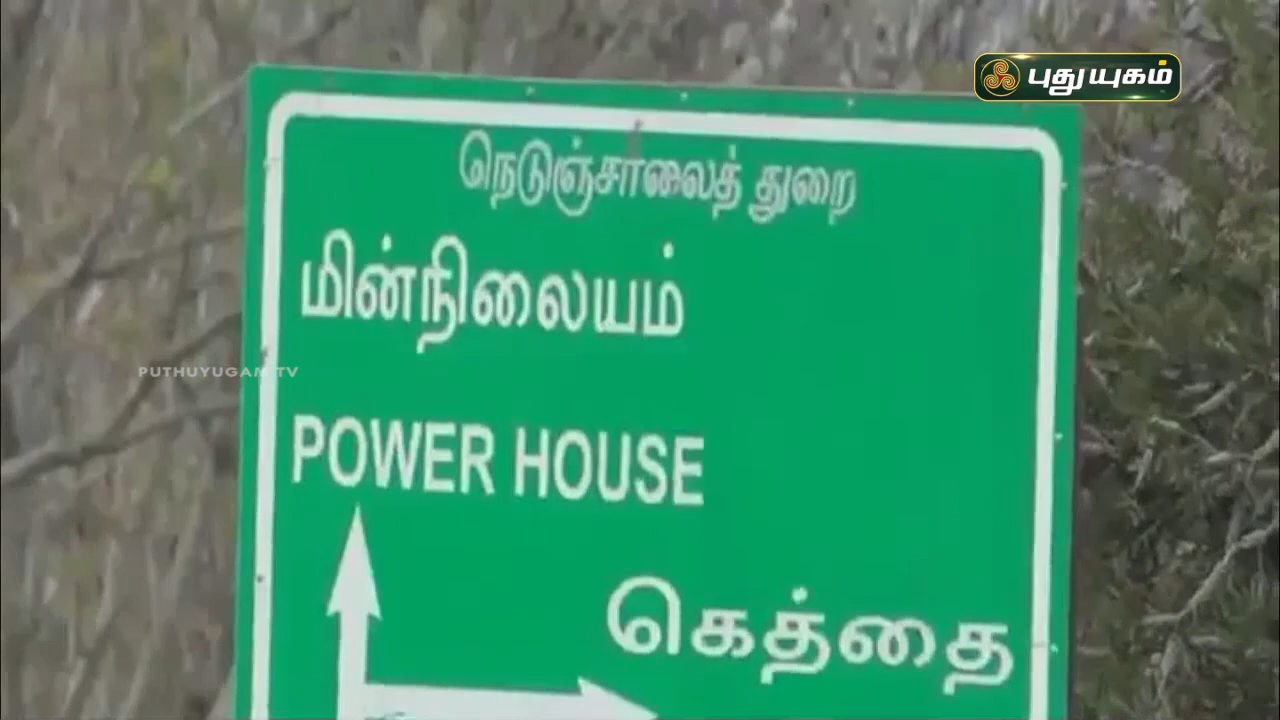 புதுயுகம்
நெடுஞ்சாலைத் துறை
மின்நிலையம்
PUTHUYUGAM TV
POWER HOUSE
கெத்தை